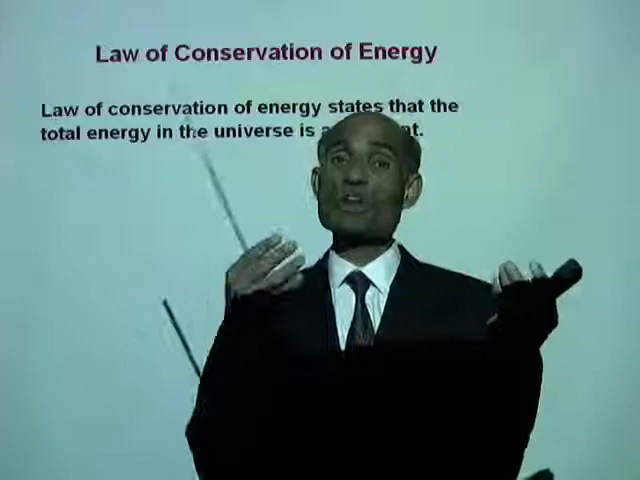 Law of Conservation of Energy
Law of conservation of energy states that the
total energy in the universe is a nt.